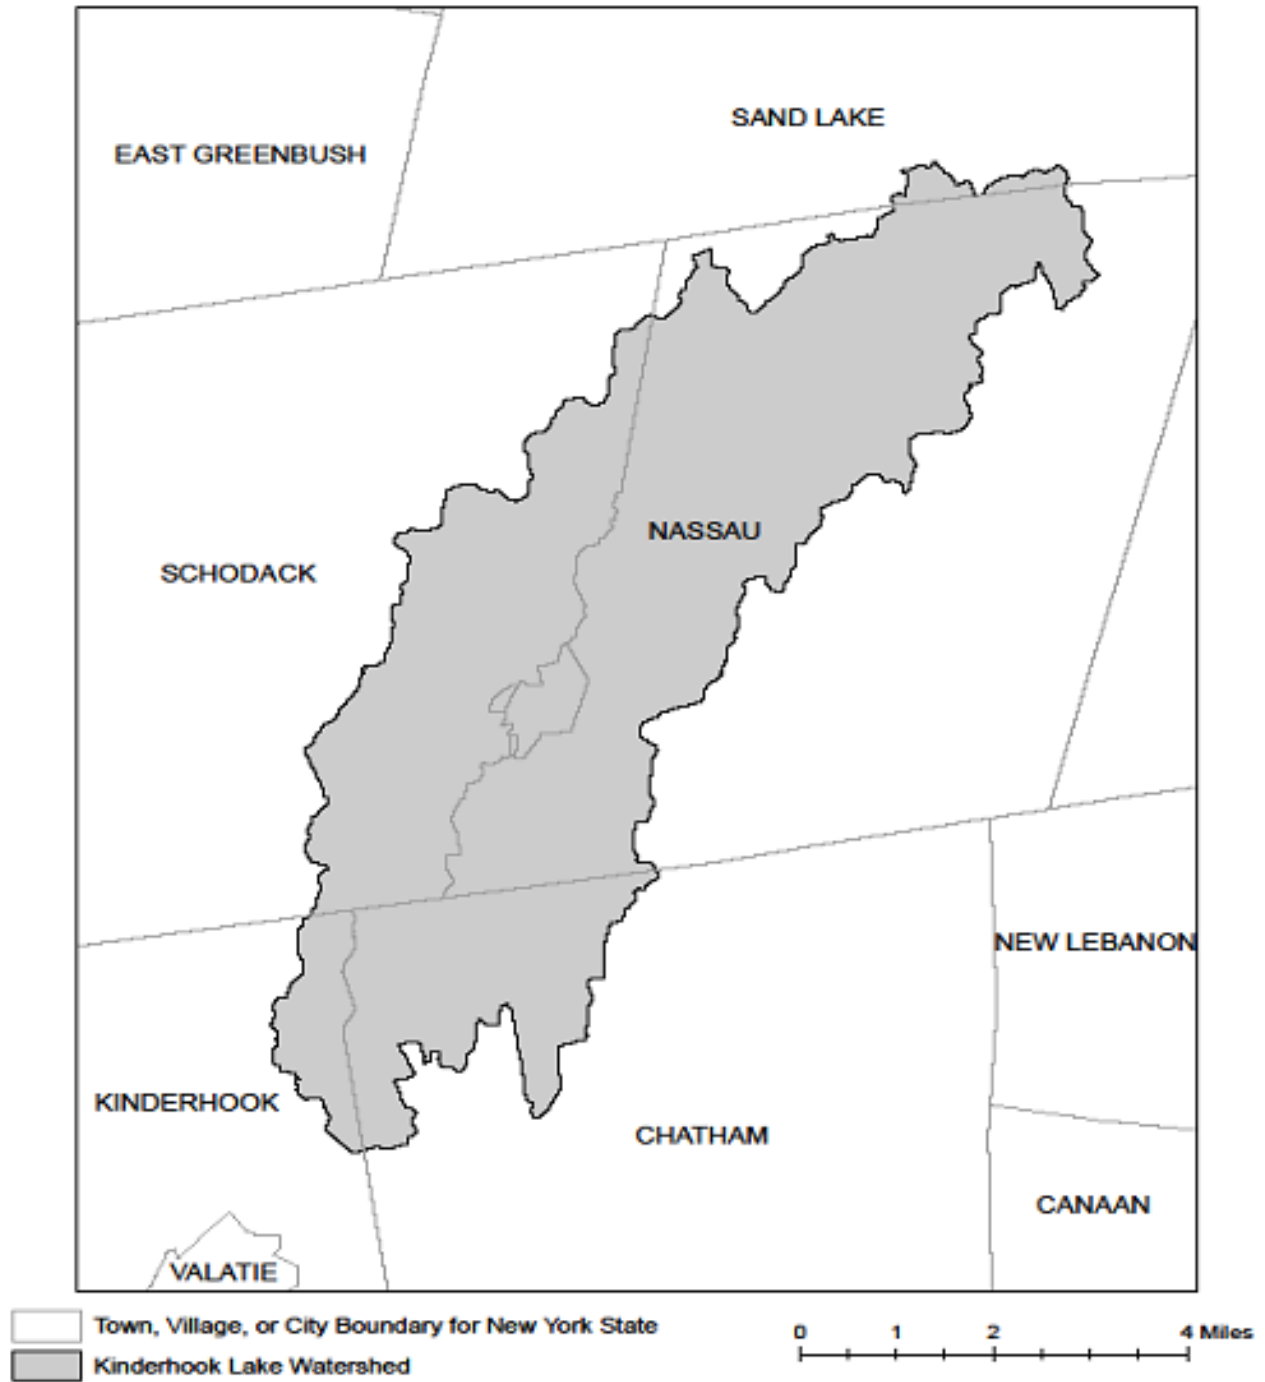 SAND LAKE
EAST GREENBUSH
NASSAU
SCHODACK
NEW LEBANON
KINDERHOOK
CHATHAM
CANAAN
VALATIE
Town, Village, or City Boundary for New York State
Kinderhook Lake Watershed
0 1 2 4 Miles